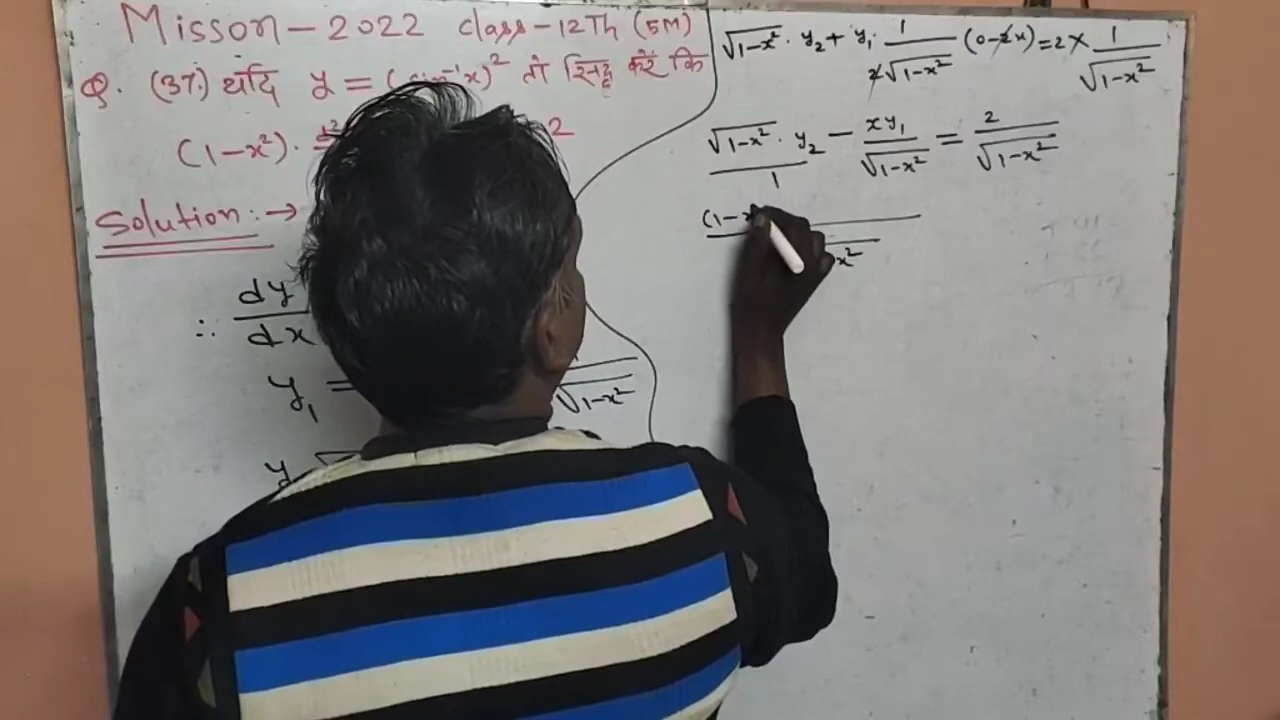 Misson – 2022 Class – 12Th (5M)
Q. (37.) यदि y = (sin⁻¹x)² तो सिद्ध करें कि
(1–x²). d² 2
Solution:→
∴ dy/dx
y₁ = √1–x²
y
√1–x² . y₂ + y₁ . 1/2√1–x² (0–2x) = 2 × 1/√1–x²
√1–x² . y₂/1 – xy₁/√1–x² = 2/√1–x²
(1–x x²